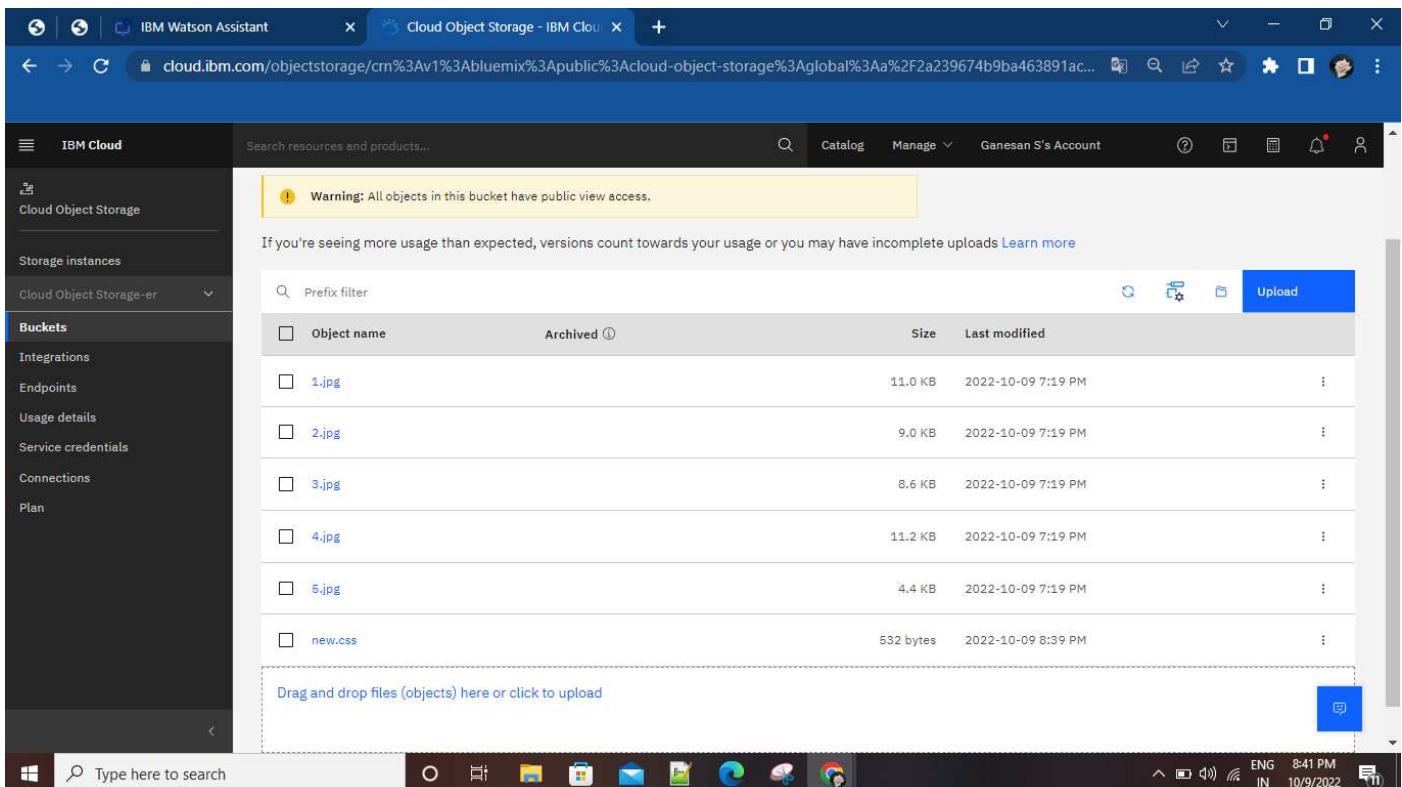 IBM Watson Assistant
Cloud Object Storage - IBM Clou
cloud.ibm.com/objectstorage/crn%3Av1%3Abluemix%3Apublic%3Acloud-object-storage%3Aglobal%3Aa%2F2a239674b9ba463891ac...
IBM Cloud
Search resources and products...
Catalog
Manage
Ganesan S's Account
Cloud Object Storage
Storage instances
Cloud Object Storage-er
Buckets
Integrations
Endpoints
Usage details
Service credentials
Connections
Plan
Warning: All objects in this bucket have public view access.
If you're seeing more usage than expected, versions count towards your usage or you may have incomplete uploads Learn more
Prefix filter
Upload
Object name Archived Size Last modified
1.jpg 11.0 KB 2022-10-09 7:19 PM
2.jpg 9.0 KB 2022-10-09 7:19 PM
3.jpg 8.6 KB 2022-10-09 7:19 PM
4.jpg 11.2 KB 2022-10-09 7:19 PM
5.jpg 4.4 KB 2022-10-09 7:19 PM
new.css 532 bytes 2022-10-09 8:39 PM
Drag and drop files (objects) here or click to upload
Type here to search
ENG
IN
8:41 PM
10/9/2022
11